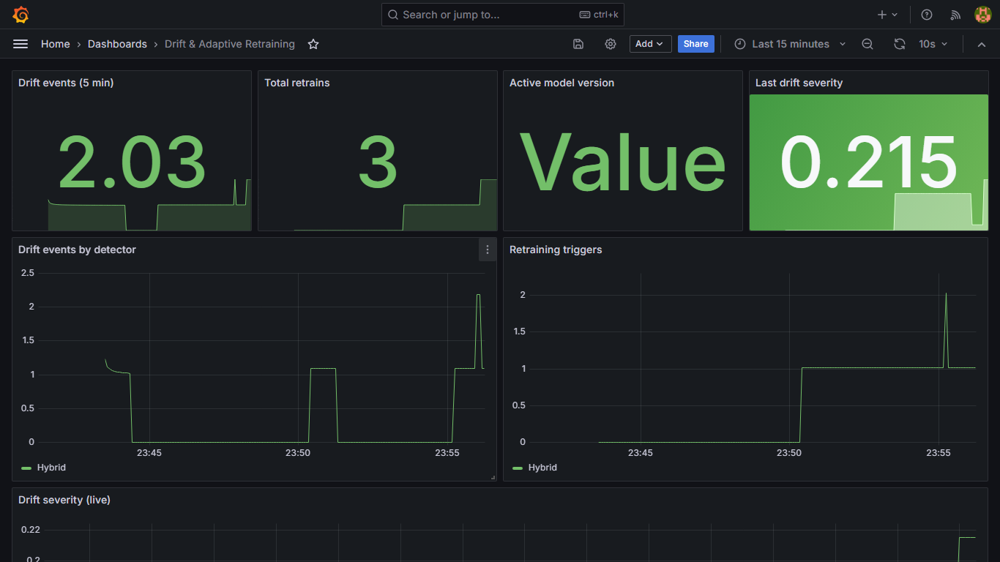 Search or jump to...
ctrl+k
Home › Dashboards › Drift & Adaptive Retraining
Add
Share
Last 15 minutes
10s
Drift events (5 min)
2.03
Total retrains
3
Active model version
Value
Last drift severity
0.215
Drift events by detector
2.5
2
1.5
1
0.5
0
23:45 23:50 23:55
Hybrid
Retraining triggers
2
1.5
1
0.5
0
23:45 23:50 23:55
Hybrid
Drift severity (live)
0.22
0.2